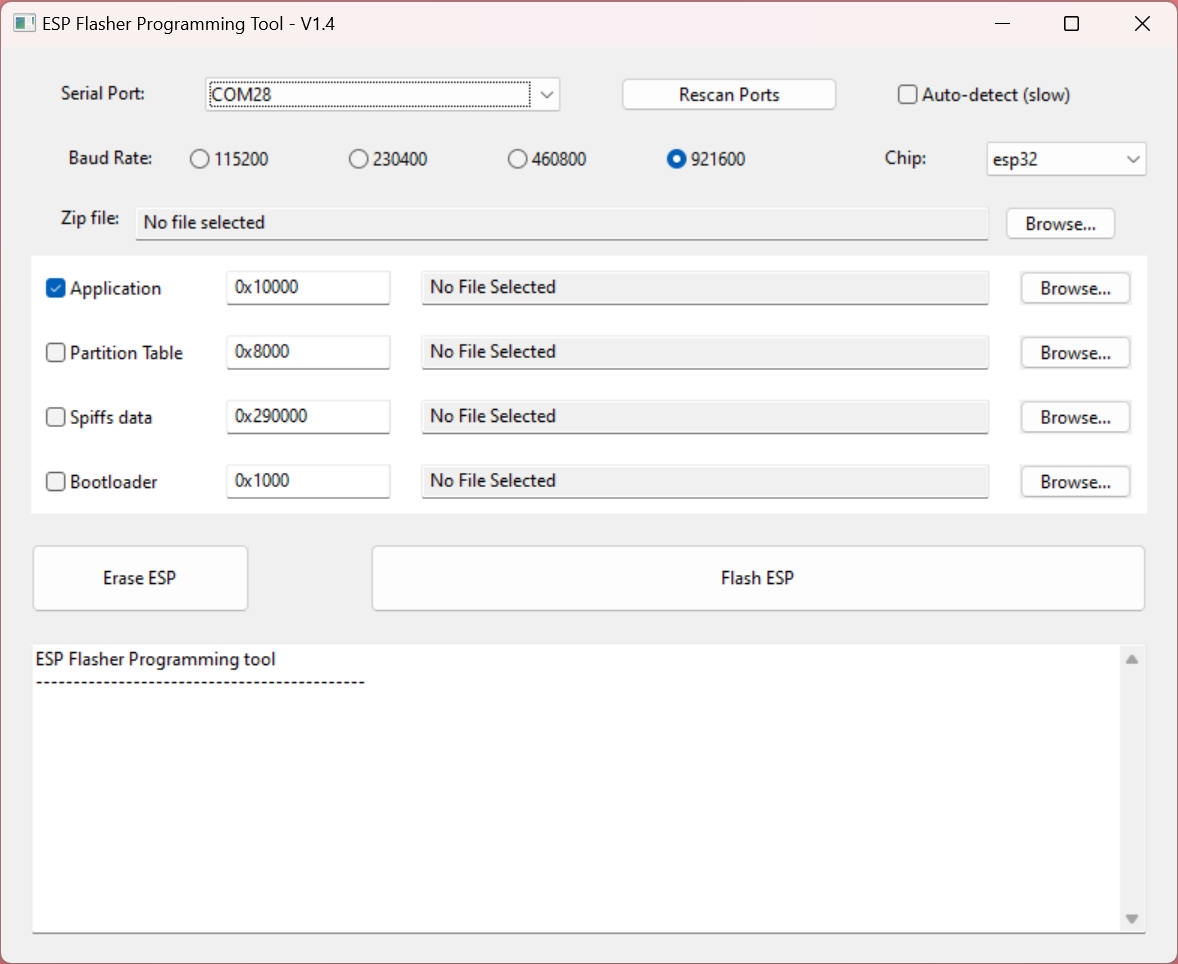 ESP Flasher Programming Tool - V1.4
Serial Port: COM28 Rescan Ports Auto-detect (slow)
Baud Rate: 115200 230400 460800 921600 Chip: esp32
Zip file: No file selected Browse...
Application 0x10000 No File Selected Browse...
Partition Table 0x8000 No File Selected Browse...
Spiffs data 0x290000 No File Selected Browse...
Bootloader 0x1000 No File Selected Browse...
Erase ESP Flash ESP
ESP Flasher Programming tool
--------------------------------------------